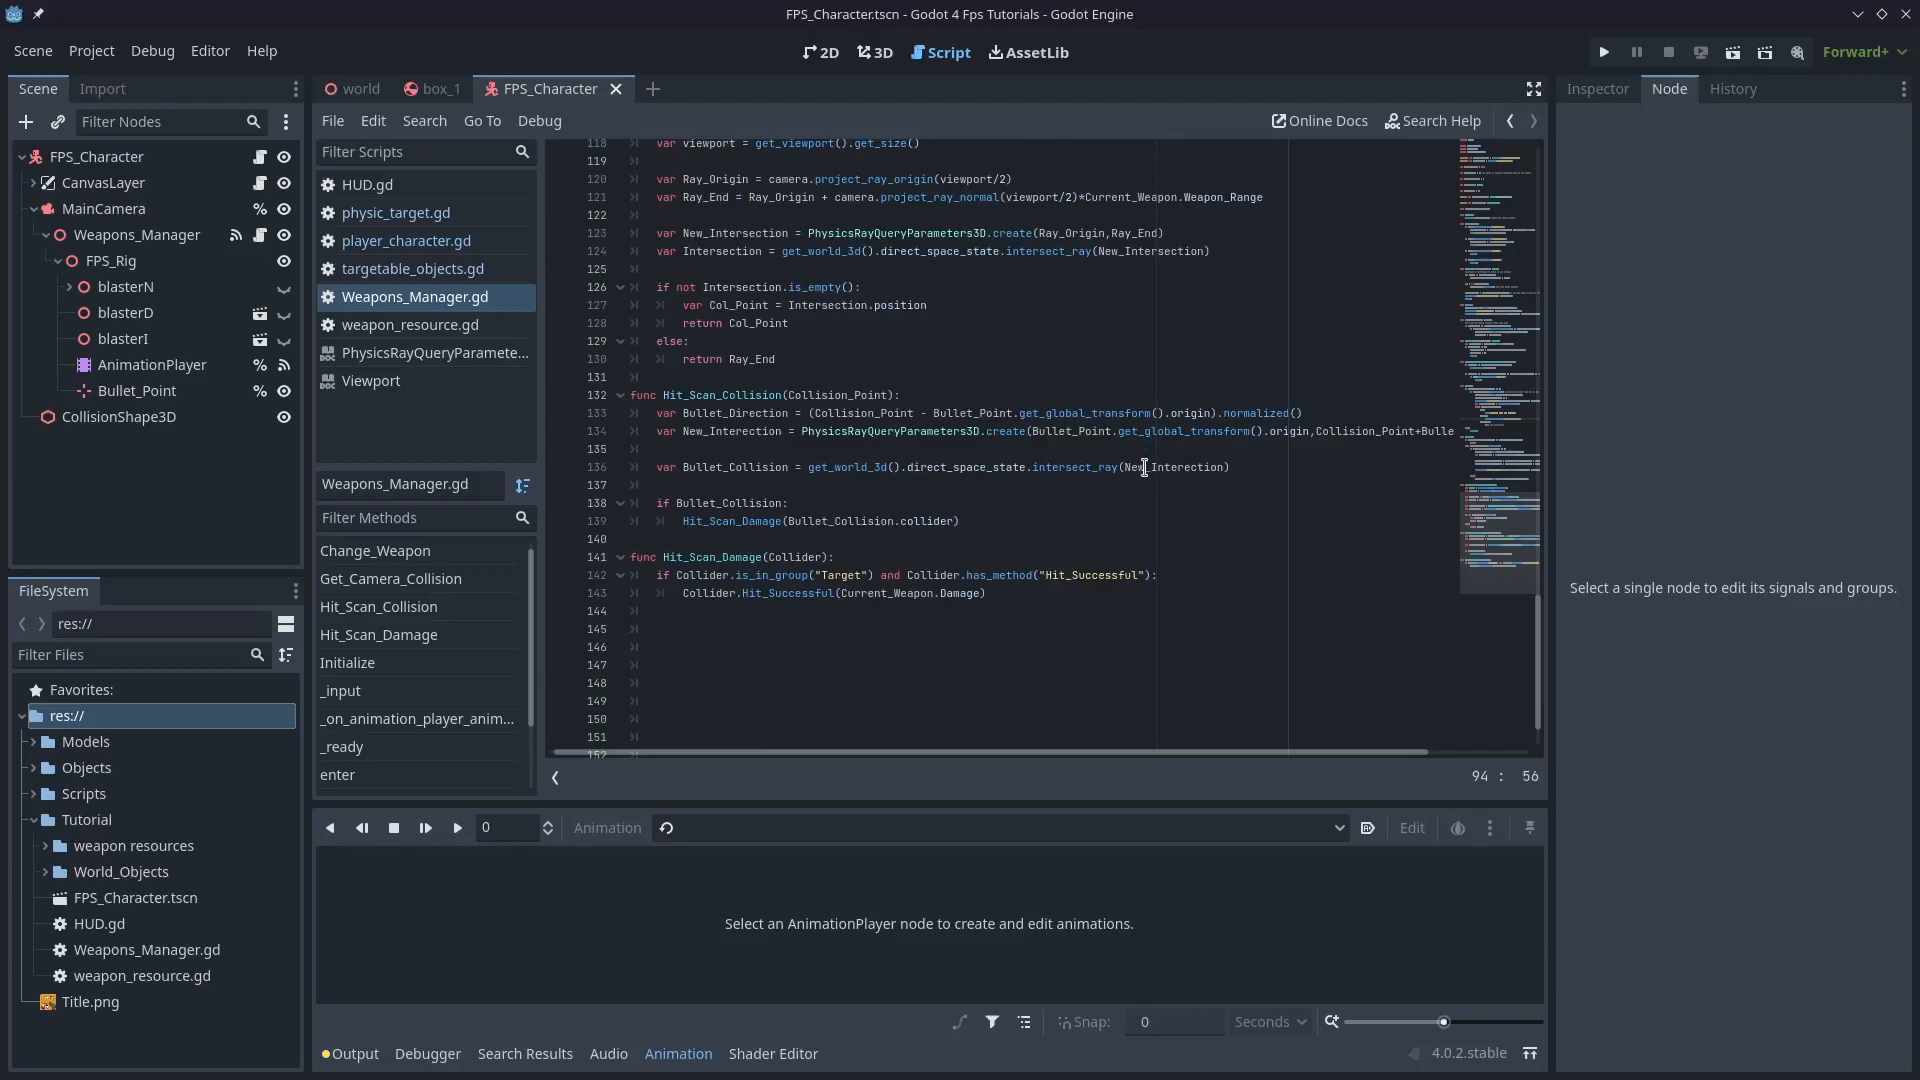 FPS_Character.tscn - Godot 4 Fps Tutorials - Godot Engine
Scene Project Debug Editor Help
2D 3D Script AssetLib
Forward+
Scene Import
Filter Nodes
FPS_Character
CanvasLayer
MainCamera
Weapons_Manager
FPS_Rig
blasterN
blasterD
blasterI
AnimationPlayer
Bullet_Point
CollisionShape3D
FileSystem
res://
Filter Files
Favorites:
res://
Models
Objects
Scripts
Tutorial
weapon resources
World_Objects
FPS_Character.tscn
HUD.gd
Weapons_Manager.gd
weapon_resource.gd
Title.png
world box_1 FPS_Character
File Edit Search Go To Debug
Online Docs Search Help
Filter Scripts
HUD.gd
physic_target.gd
player_character.gd
targetable_objects.gd
Weapons_Manager.gd
weapon_resource.gd
PhysicsRayQueryParamete...
Viewport
Weapons_Manager.gd
Filter Methods
Change_Weapon
Get_Camera_Collision
Hit_Scan_Collision
Hit_Scan_Damage
Initialize
_input
_on_animation_player_anim...
_ready
enter
118 var viewport = get_viewport().get_size()
119
120 var Ray_Origin = camera.project_ray_origin(viewport/2)
121 var Ray_End = Ray_Origin + camera.project_ray_normal(viewport/2)*Current_Weapon.Weapon_Range
122
123 var New_Intersection = PhysicsRayQueryParameters3D.create(Ray_Origin,Ray_End)
124 var Intersection = get_world_3d().direct_space_state.intersect_ray(New_Intersection)
125
126 if not Intersection.is_empty():
127 var Col_Point = Intersection.position
128 return Col_Point
129 else:
130 return Ray_End
131
132 func Hit_Scan_Collision(Collision_Point):
133 var Bullet_Direction = (Collision_Point - Bullet_Point.get_global_transform().origin).normalized()
134 var New_Interection = PhysicsRayQueryParameters3D.create(Bullet_Point.get_global_transform().origin,Collision_Point+Bulle
135
136 var Bullet_Collision = get_world_3d().direct_space_state.intersect_ray(New_Interection)
137
138 if Bullet_Collision:
139 Hit_Scan_Damage(Bullet_Collision.collider)
140
141 func Hit_Scan_Damage(Collider):
142 if Collider.is_in_group("Target") and Collider.has_method("Hit_Successful"):
143 Collider.Hit_Successful(Current_Weapon.Damage)
144
145
146
147
148
149
150
151
152
94 : 56
0 Animation Edit
Select an AnimationPlayer node to create and edit animations.
Snap: 0 Seconds
Output Debugger Search Results Audio Animation Shader Editor
4.0.2.stable
Inspector Node History
Select a single node to edit its signals and groups.